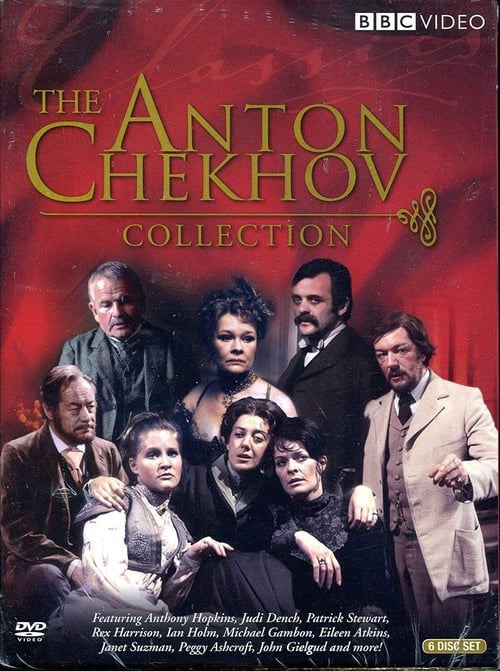 BBC VIDEO
Classics
THE ANTON
CHEKHOV
COLLECTION
Featuring Anthony Hopkins, Judi Dench, Patrick Stewart,
Rex Harrison, Ian Holm, Michael Gambon, Eileen Atkins,
Janet Suzman, Peggy Ashcroft, John Gielgud and more!
DVD
VIDEO
6 DISC SET